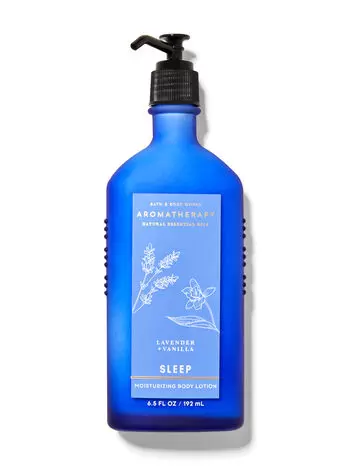 BATH & BODY WORKS
AROMATHERAPY
NATURAL ESSENTIAL OILS
LAVENDER
+ VANILLA
SLEEP
MOISTURIZING BODY LOTION
6.5 FL OZ / 192 mL